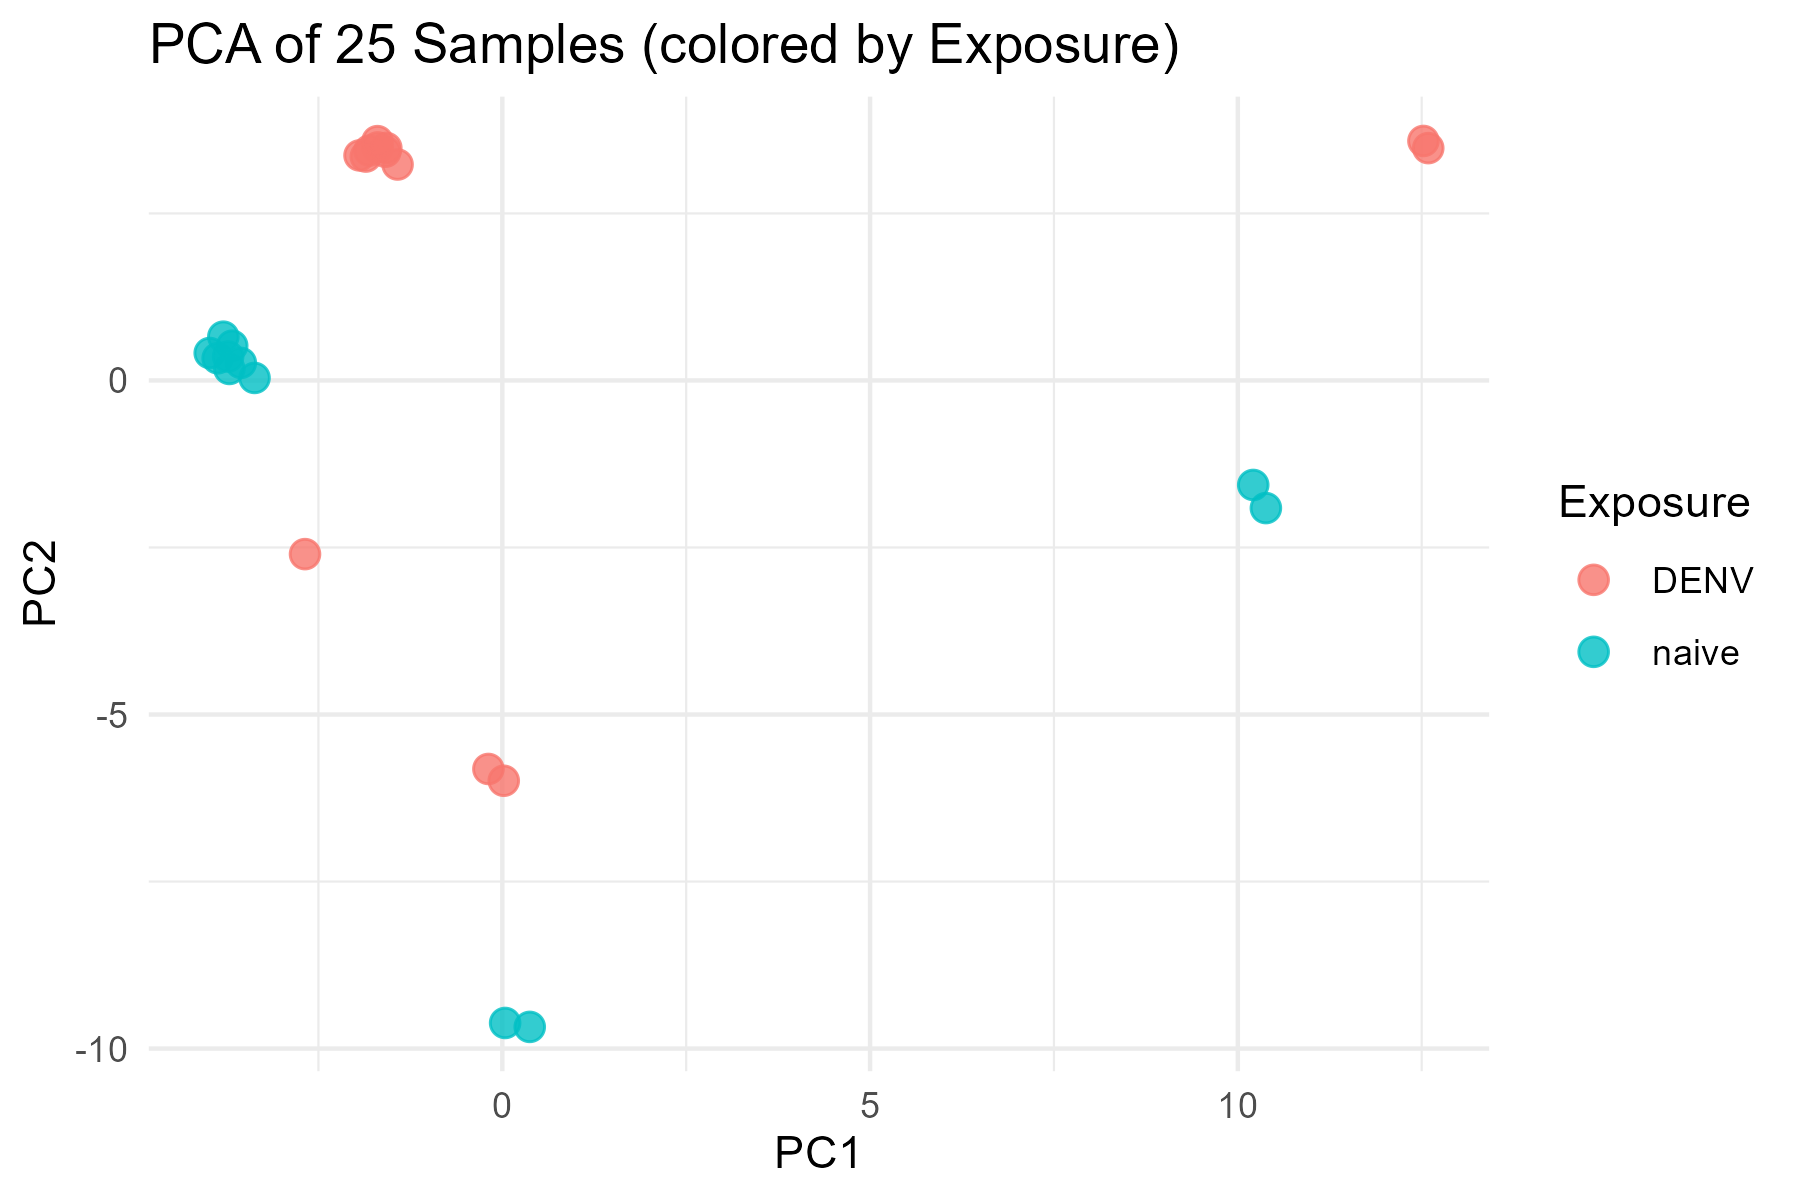 PCA of 25 Samples (colored by Exposure)
PC2
0
-5
-10
0
5
10
PC1
Exposure
DENV
naive